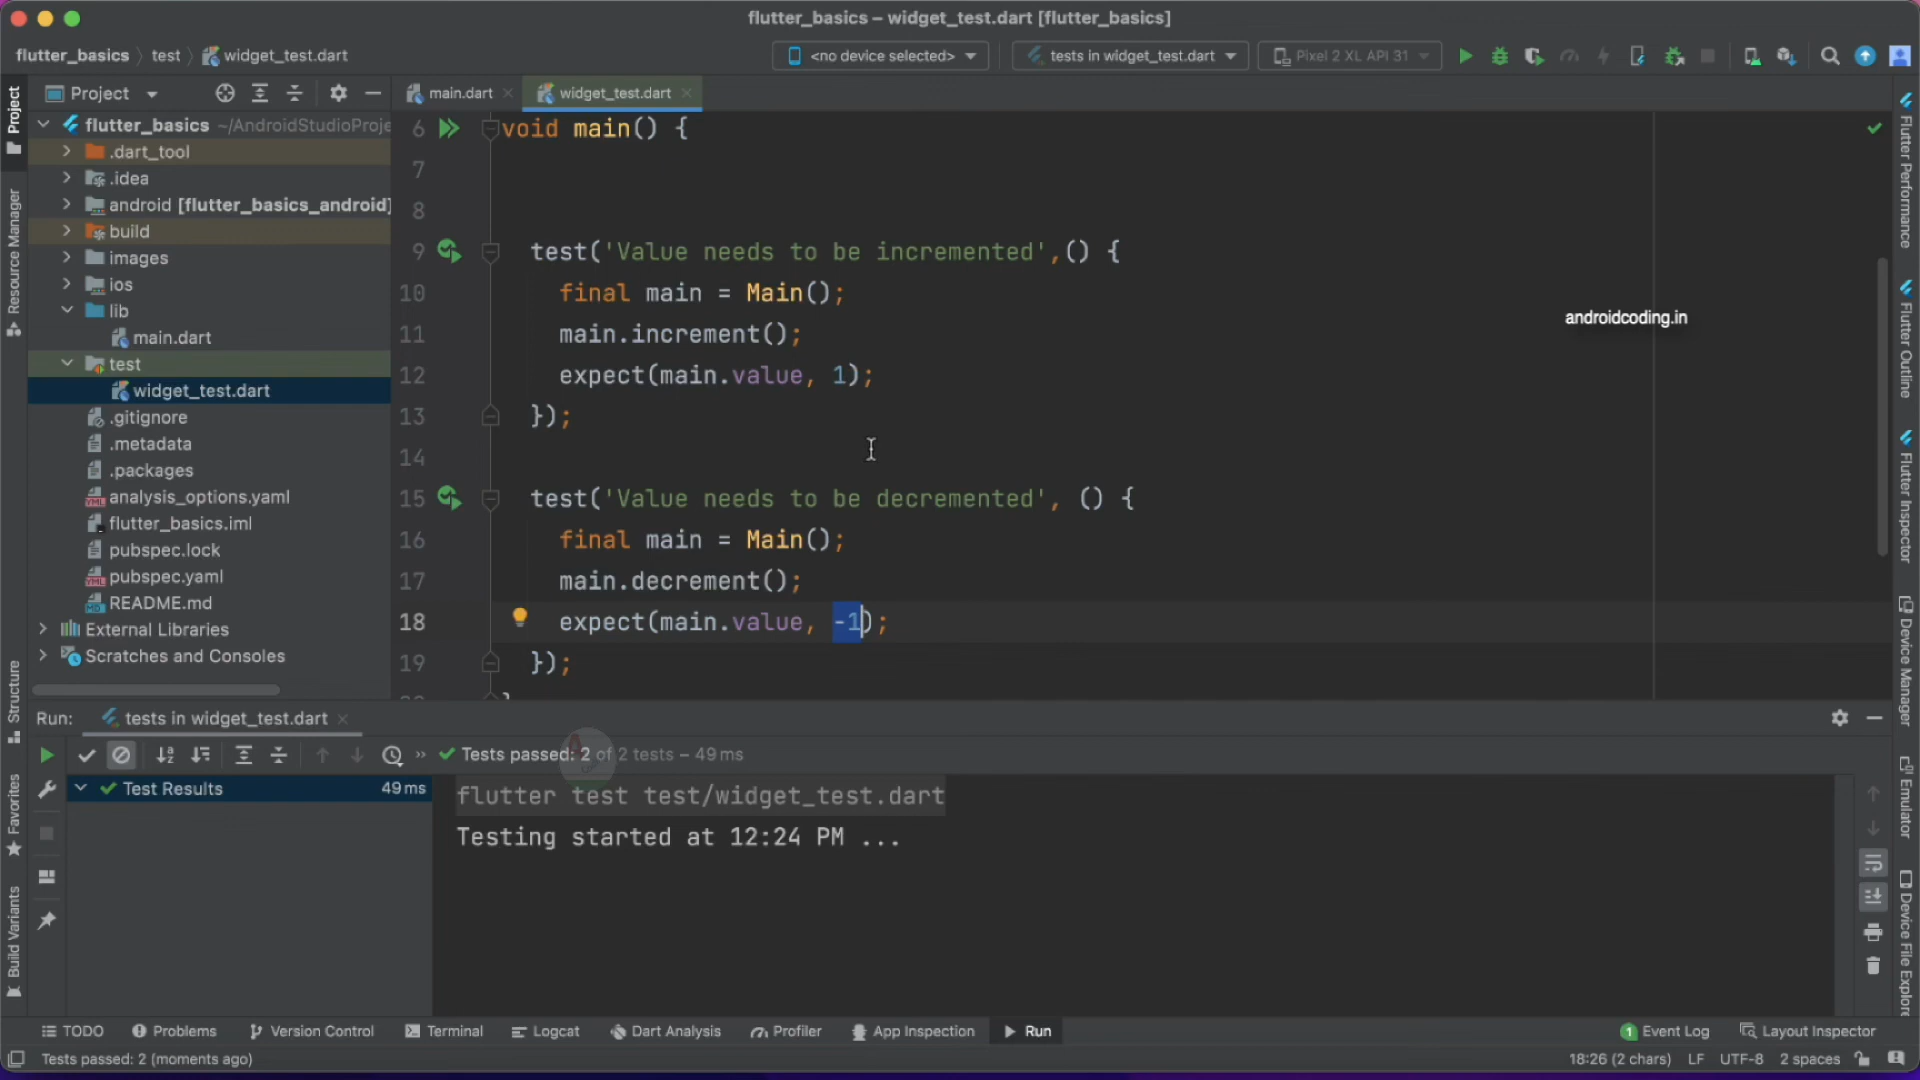 flutter_basics – widget_test.dart [flutter_basics]
flutter_basics
test
widget_test.dart
<no device selected>
tests in widget_test.dart
Pixel 2 XL API 31
Project
main.dart
widget_test.dart
flutter_basics ~/AndroidStudioProje
.dart_tool
.idea
android [flutter_basics_android]
build
images
ios
lib
main.dart
test
widget_test.dart
.gitignore
.metadata
.packages
analysis_options.yaml
flutter_basics.iml
pubspec.lock
pubspec.yaml
README.md
External Libraries
Scratches and Consoles
6 void main() {
7
8
9 test('Value needs to be incremented',() {
10 final main = Main();
11 main.increment();
12 expect(main.value, 1);
13 });
14
15 test('Value needs to be decremented', () {
16 final main = Main();
17 main.decrement();
18 expect(main.value, -1);
19 });
androidcoding.in
Project
Resource Manager
Structure
Favorites
Build Variants
Flutter Performance
Flutter Outline
Flutter Inspector
Device Manager
Emulator
Device File Explore
Run:
tests in widget_test.dart
Tests passed: 2 of 2 tests – 49 ms
Test Results
49 ms
flutter test test/widget_test.dart
Testing started at 12:24 PM ...
TODO
Problems
Version Control
Terminal
Logcat
Dart Analysis
Profiler
App Inspection
Run
1 Event Log
Layout Inspector
Tests passed: 2 (moments ago)
18:26 (2 chars)
LF
UTF-8
2 spaces